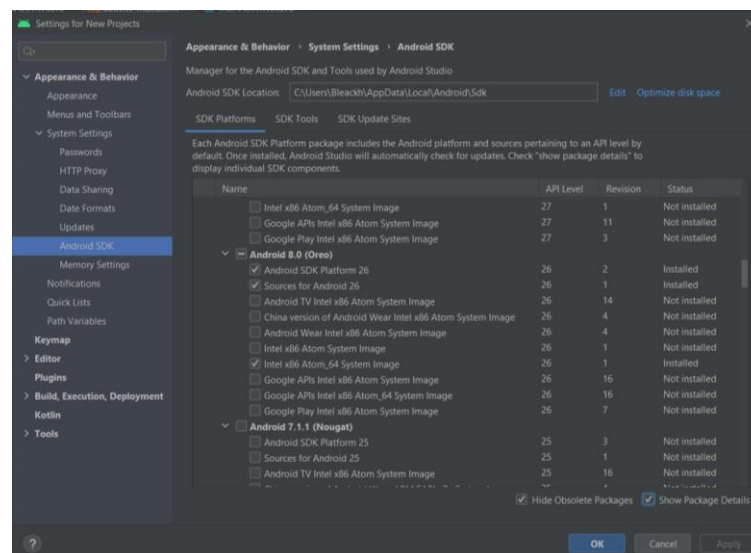 Settings for New Projects
Appearance & Behavior
Appearance
Menus and Toolbars
System Settings
Passwords
HTTP Proxy
Data Sharing
Date Formats
Updates
Android SDK
Memory Settings
Notifications
Quick Lists
Path Variables
Keymap
Editor
Plugins
Build, Execution, Deployment
Kotlin
Tools
Appearance & Behavior › System Settings › Android SDK
Manager for the Android SDK and Tools used by Android Studio
Android SDK Location: C:\Users\Bleackh\AppData\Local\Android\Sdk Edit Optimize disk space
SDK Platforms SDK Tools SDK Update Sites
Each Android SDK Platform package includes the Android platform and sources pertaining to an API level by
default. Once installed, Android Studio will automatically check for updates. Check "show package details" to
display individual SDK components.
Name API Level Revision Status
Intel x86 Atom_64 System Image 27 1 Not installed
Google APIs Intel x86 Atom System Image 27 11 Not installed
Google Play Intel x86 Atom System Image 27 3 Not installed
Android 8.0 (Oreo)
Android SDK Platform 26 26 2 Installed
Sources for Android 26 26 1 Installed
Android TV Intel x86 Atom System Image 26 14 Not installed
China version of Android Wear Intel x86 Atom System Image 26 4 Not installed
Android Wear Intel x86 Atom System Image 26 4 Not installed
Intel x86 Atom System Image 26 1 Not installed
Intel x86 Atom_64 System Image 26 1 Installed
Google APIs Intel x86 Atom System Image 26 16 Not installed
Google APIs Intel x86 Atom_64 System Image 26 16 Not installed
Google Play Intel x86 Atom System Image 26 7 Not installed
Android 7.1.1 (Nougat)
Android SDK Platform 25 25 3 Not installed
Sources for Android 25 25 1 Not installed
Android TV Intel x86 Atom System Image 25 16 Not installed
Hide Obsolete Packages Show Package Details
? OK Cancel Apply